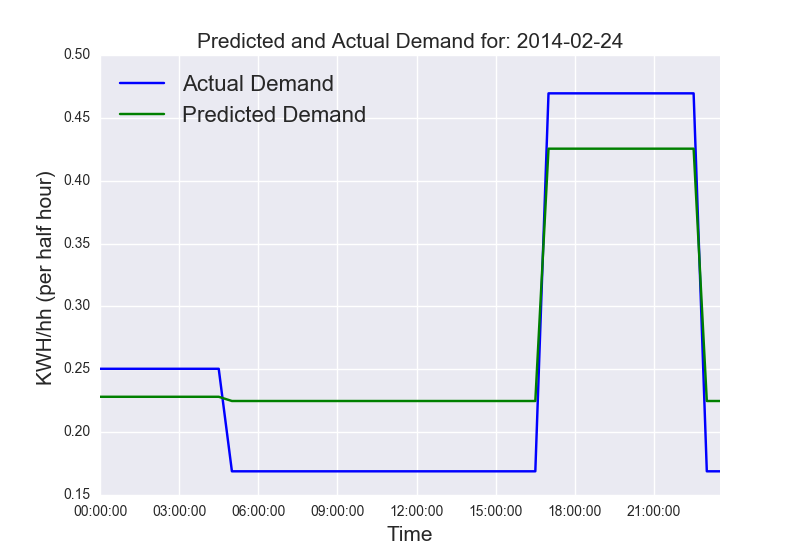 Predicted and Actual Demand for: 2014-02-24
0.50
Actual Demand
Predicted Demand
0.45
0.40
0.35
0.30
0.25
0.20
0.15
KWH/hh (per half hour)
00:00:00 03:00:00 06:00:00 09:00:00 12:00:00 15:00:00 18:00:00 21:00:00
Time